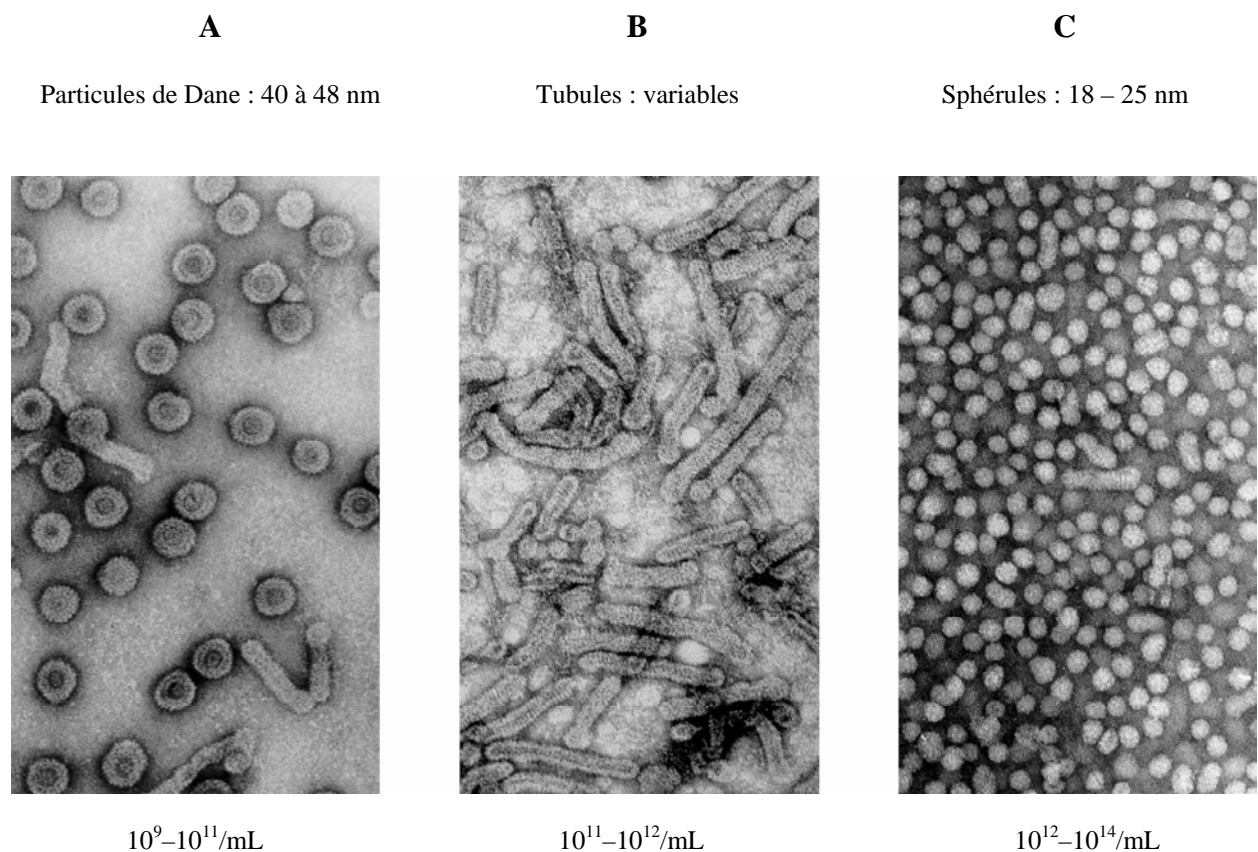 A B C
Particules de Dane : 40 à 48 nm Tubules : variables Sphérules : 18 – 25 nm
10⁹–10¹¹/mL 10¹¹–10¹²/mL 10¹²–10¹⁴/mL